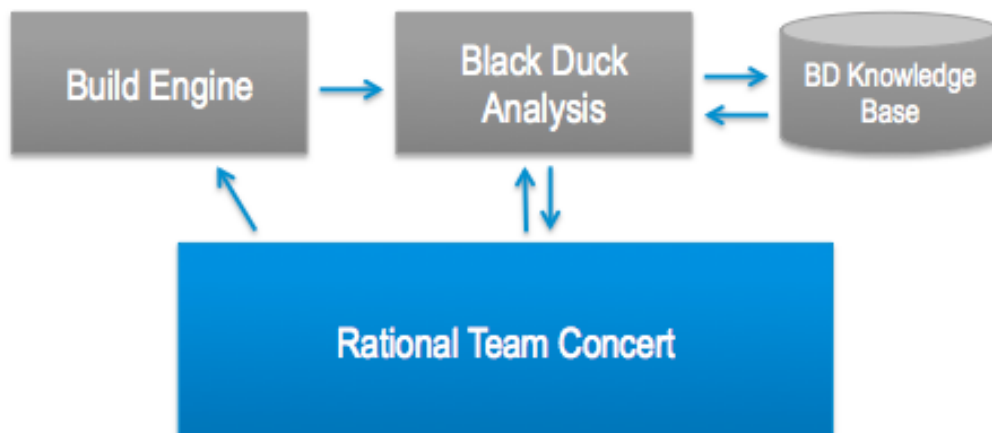 Build Engine
Black Duck
Analysis
BD Knowledge
Base
Rational Team Concert